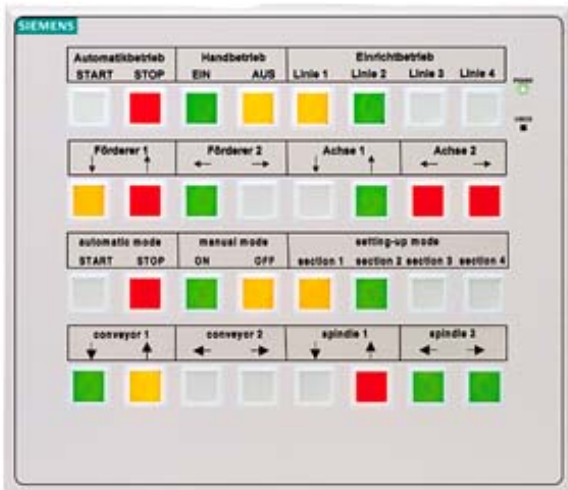 SIEMENS
Automatikbetrieb Handbetrieb Einrichtbetrieb
START STOP EIN AUS Linie 1 Linie 2 Linie 3 Linie 4
POWER
Förderer 1 Förderer 2 Achse 1 Achse 2
↓ ↑ ← → ↓ ↑ ← →
automatic mode manual mode setting-up mode
START STOP ON OFF section 1 section 2 section 3 section 4
conveyor 1 conveyor 2 spindle 1 spindle 2
↓ ↑ ← → ↓ ↑ ← →